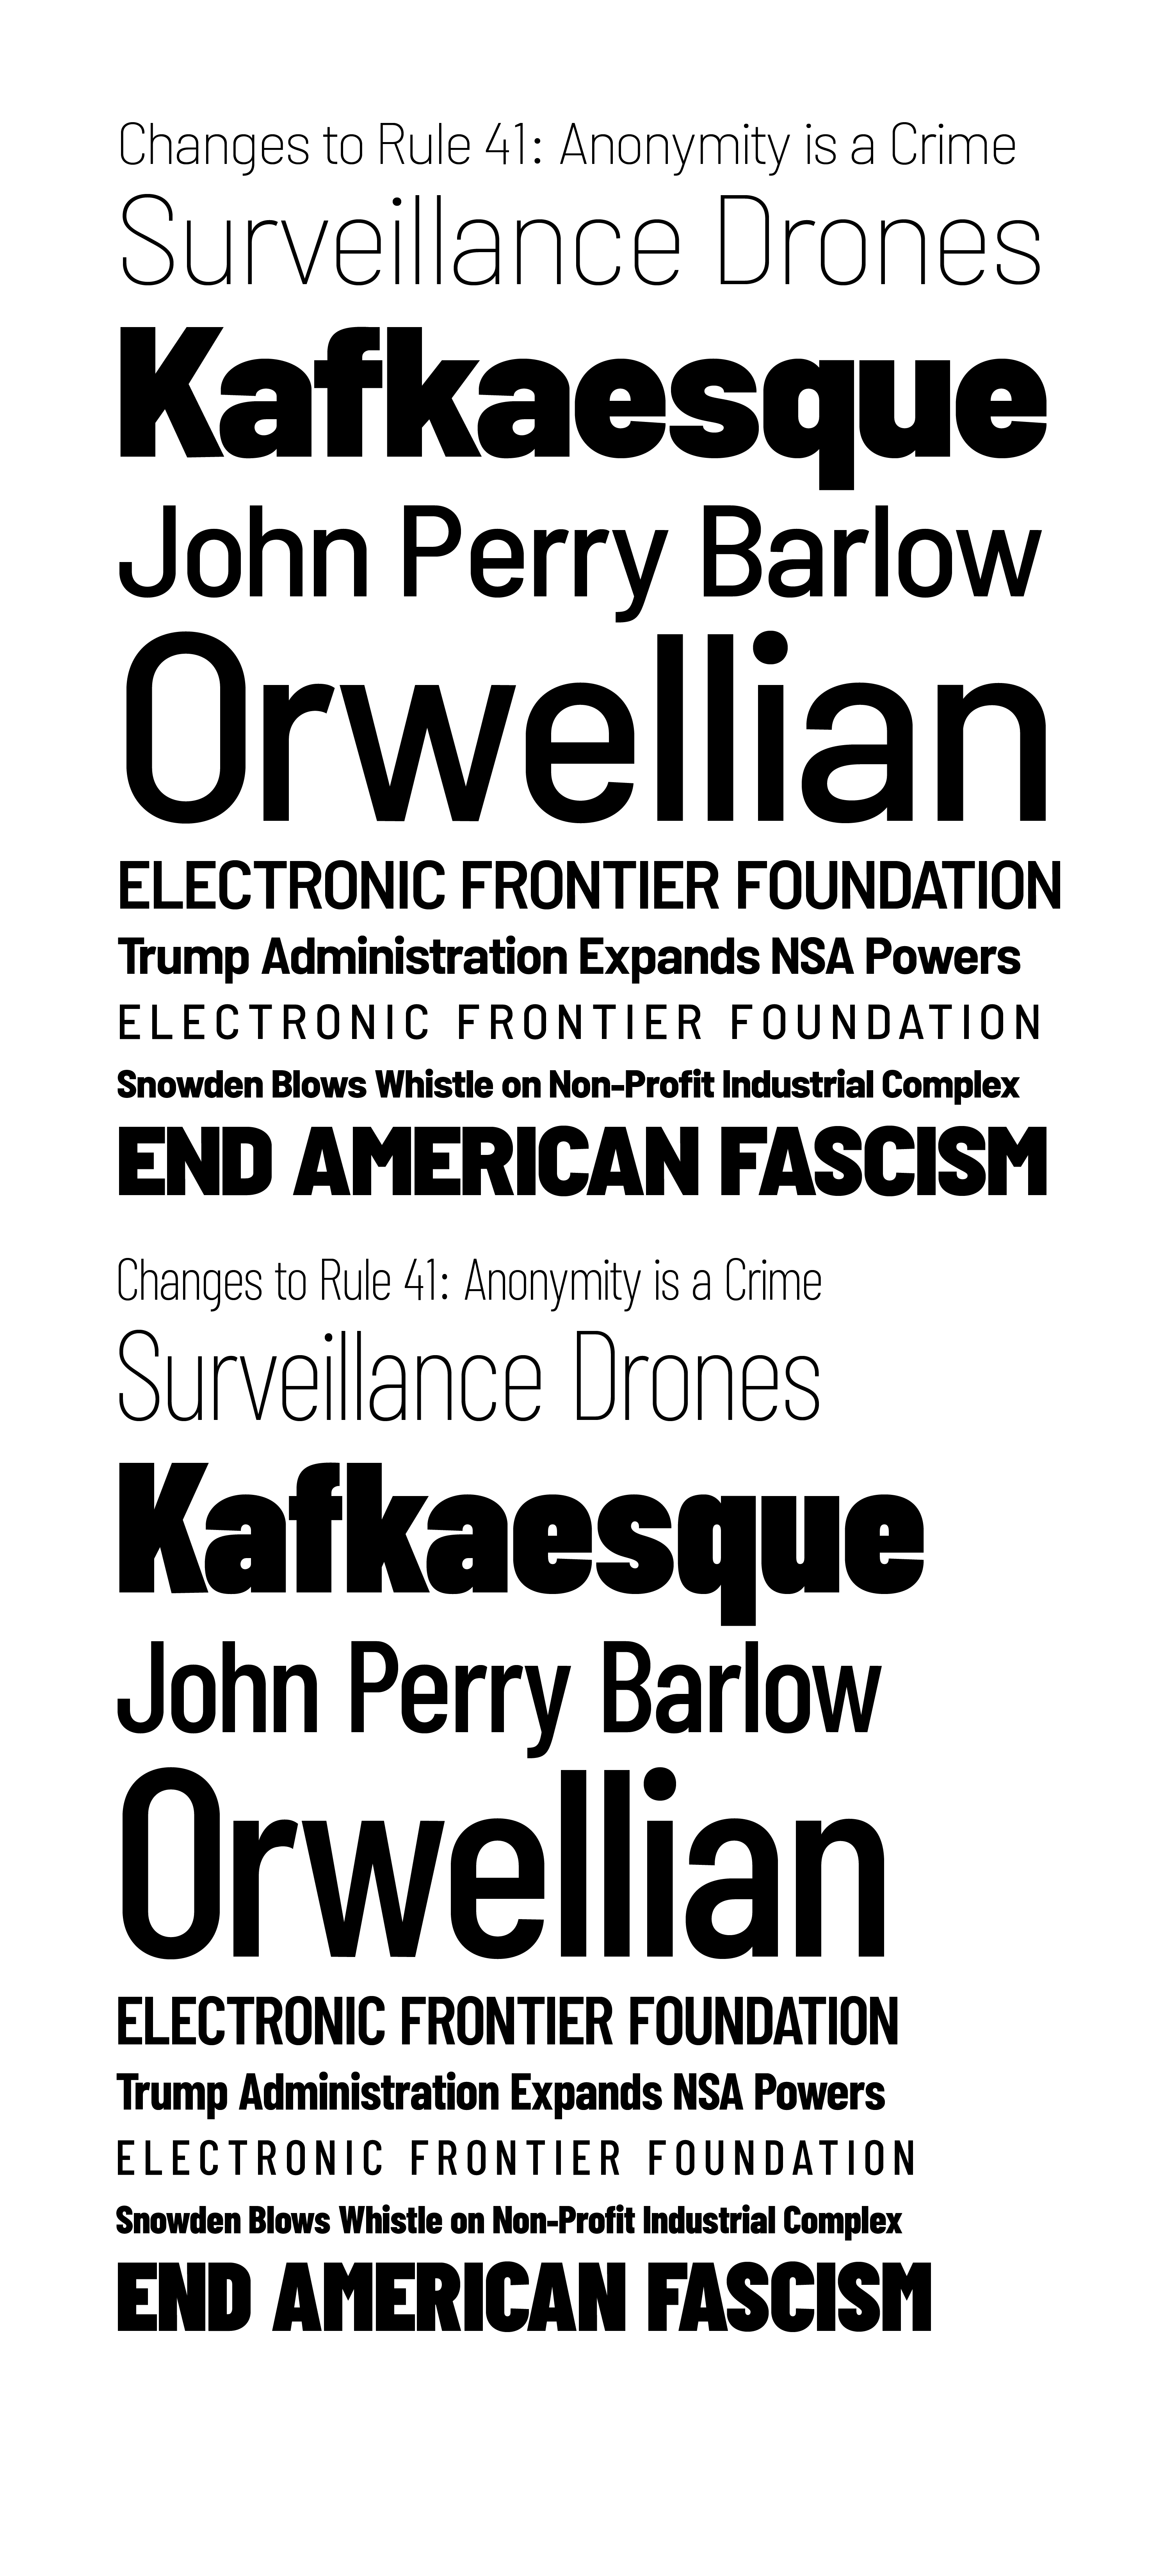 Changes to Rule 41: Anonymity is a Crime
Surveillance Drones
Kafkaesque
John Perry Barlow
Orwellian
ELECTRONIC FRONTIER FOUNDATION
Trump Administration Expands NSA Powers
ELECTRONIC FRONTIER FOUNDATION
Snowden Blows Whistle on Non-Profit Industrial Complex
END AMERICAN FASCISM
Changes to Rule 41: Anonymity is a Crime
Surveillance Drones
Kafkaesque
John Perry Barlow
Orwellian
ELECTRONIC FRONTIER FOUNDATION
Trump Administration Expands NSA Powers
ELECTRONIC FRONTIER FOUNDATION
Snowden Blows Whistle on Non-Profit Industrial Complex
END AMERICAN FASCISM